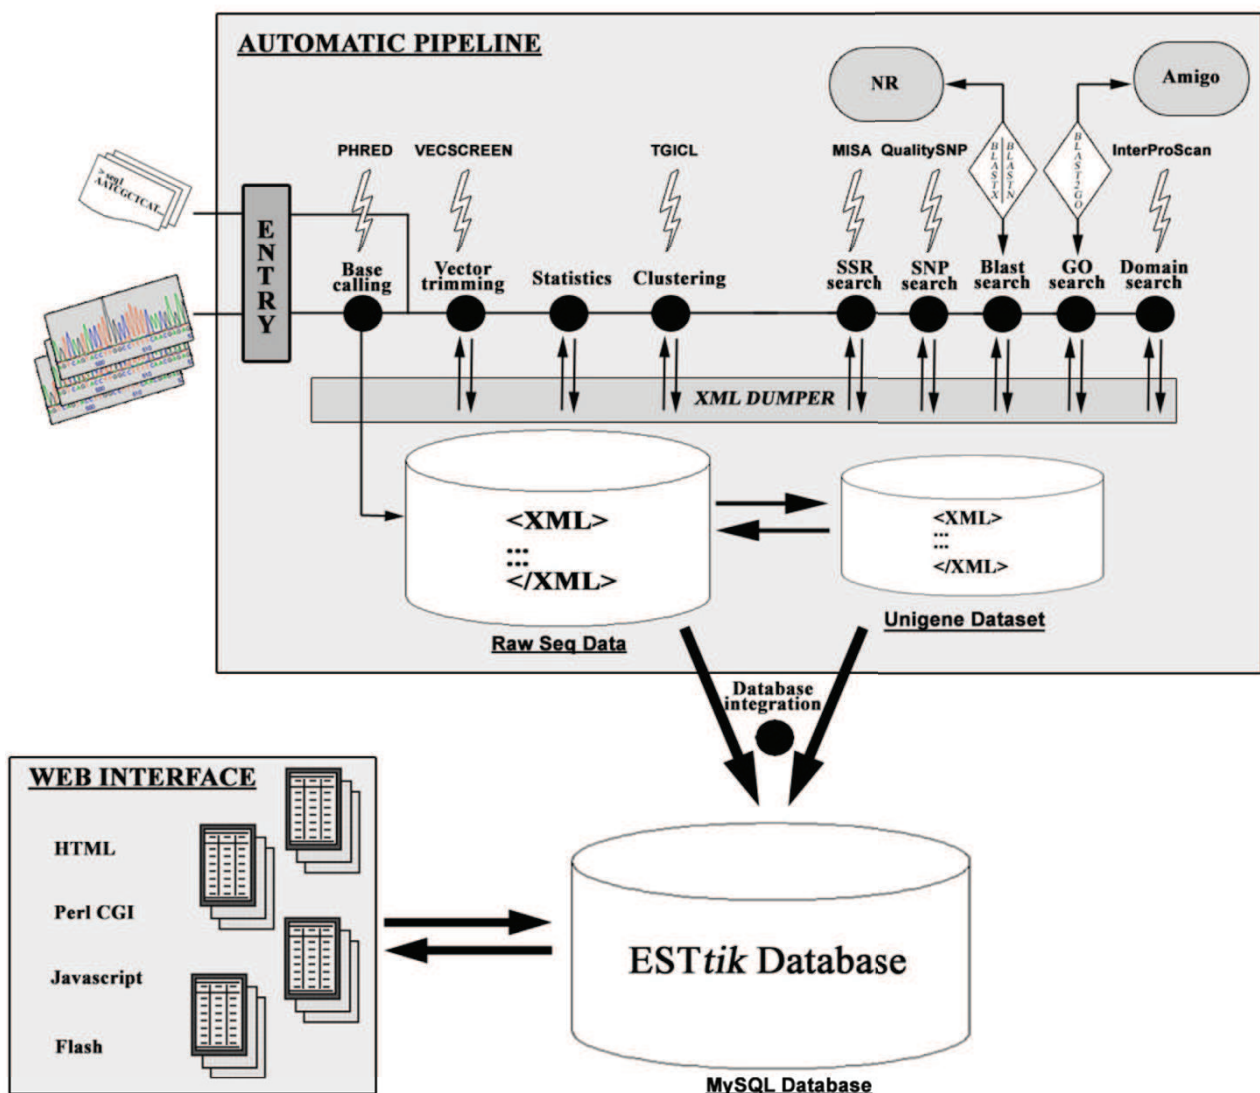 AUTOMATIC PIPELINE
NR
Amigo
PHRED
VECSCREEN
TGICL
MISA
QualitySNP
BLASTX
BLASTN
BLAST2GO
InterProScan
> seq1
AATCGCTCAT...
ENTRY
Base
calling
Vector
trimming
Statistics
Clustering
SSR
search
SNP
search
Blast
search
GO
search
Domain
search
XML DUMPER
<XML>
...
...
</XML>
Raw Seq Data
<XML>
...
...
</XML>
Unigene Dataset
Database
integration
WEB INTERFACE
HTML
Perl CGI
Javascript
Flash
ESTtik Database
MySQL Database